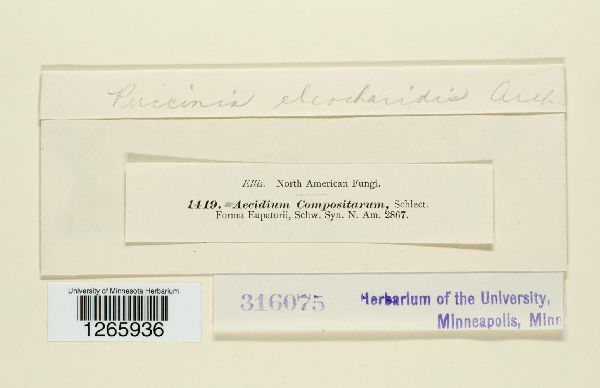 Puccinia eleocharidis Arth.
Ellis. North American Fungi.
1419. Aecidium Compositarum, Schlect.
Forma Eupatorii, Schw. Syn. N. Am. 2867.
University of Minnesota Herbarium
1265936
316075
Herbarium of the University,
Minneapolis, Minn